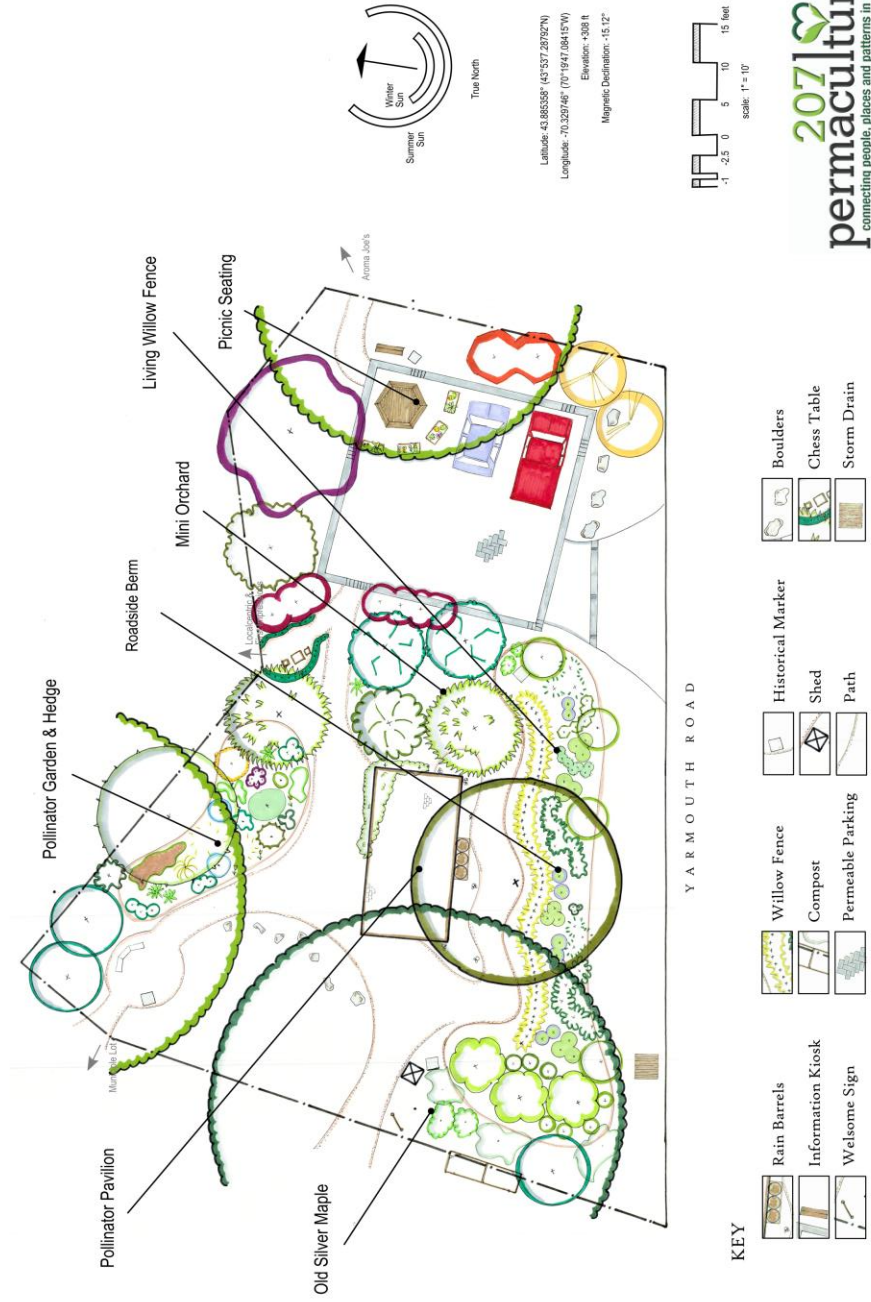 Pollinator Garden & Hedge
Roadside Berm
Mini Orchard
Living Willow Fence
Picnic Seating
Pollinator Pavilion
Old Silver Maple
Aroma Joe's
Localcentric &
Lot
YARMOUTH ROAD
Summer
Sun
Winter
Sun
True North
Latitude: 43.885358° (43°53'7.28792"N)
Longitude: -70.329746° (70°19'47.08415"W)
Elevation: +308 ft
Magnetic Declination: -15.12°
-1
-2.5
0
5
10
15 feet
scale: 1" = 10'
207
permacultur
connecting people, places and patterns in
KEY
Rain Barrels
Willow Fence
Historical Marker
Boulders
Information Kiosk
Compost
Shed
Chess Table
Welsome Sign
Permeable Parking
Path
Storm Drain